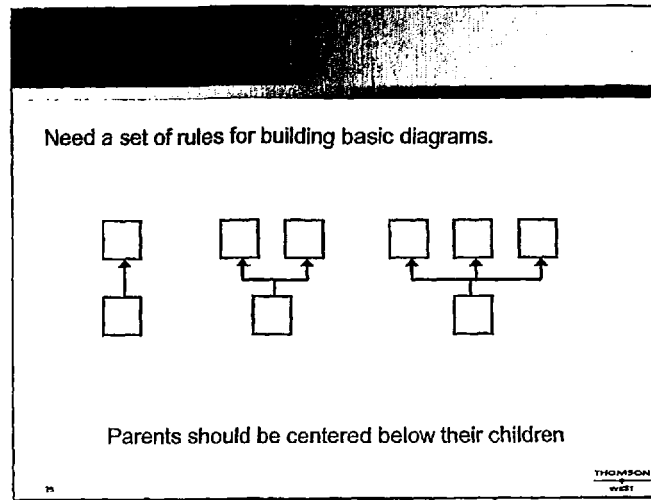 Need a set of rules for building basic diagrams.
Parents should be centered below their children
THOMSON
WEST